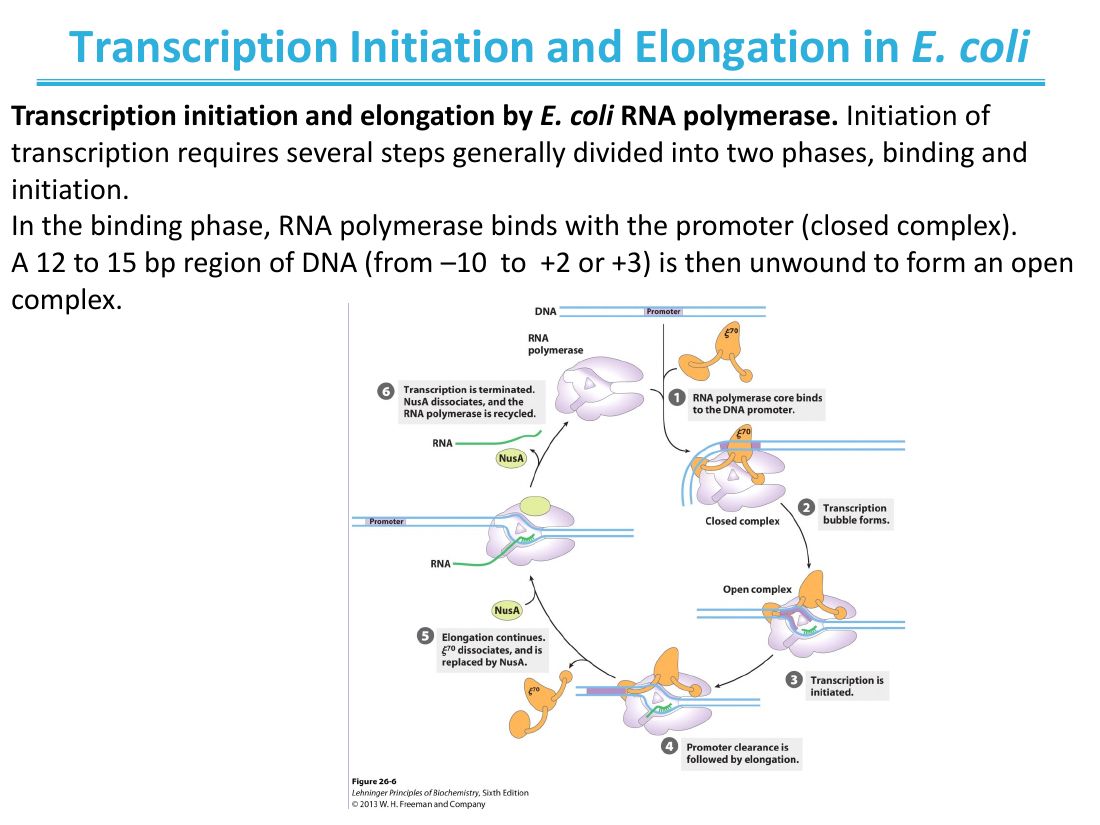 Transcription Initiation and Elongation in E. coli
Transcription initiation and elongation by E. coli RNA polymerase. Initiation of
transcription requires several steps generally divided into two phases, binding and
initiation.
In the binding phase, RNA polymerase binds with the promoter (closed complex).
A 12 to 15 bp region of DNA (from –10 to +2 or +3) is then unwound to form an open
complex.
DNA
Promoter
RNA
polymerase
ξ70
6 Transcription is terminated.
NusA dissociates, and the
RNA polymerase is recycled.
1 RNA polymerase core binds
to the DNA promoter.
RNA
NusA
ξ70
Closed complex
2 Transcription
bubble forms.
Promoter
RNA
Open complex
NusA
5 Elongation continues.
ξ70 dissociates, and is
replaced by NusA.
ξ70
3 Transcription is
initiated.
4 Promoter clearance is
followed by elongation.
Figure 26-6
Lehninger Principles of Biochemistry, Sixth Edition
© 2013 W. H. Freeman and Company